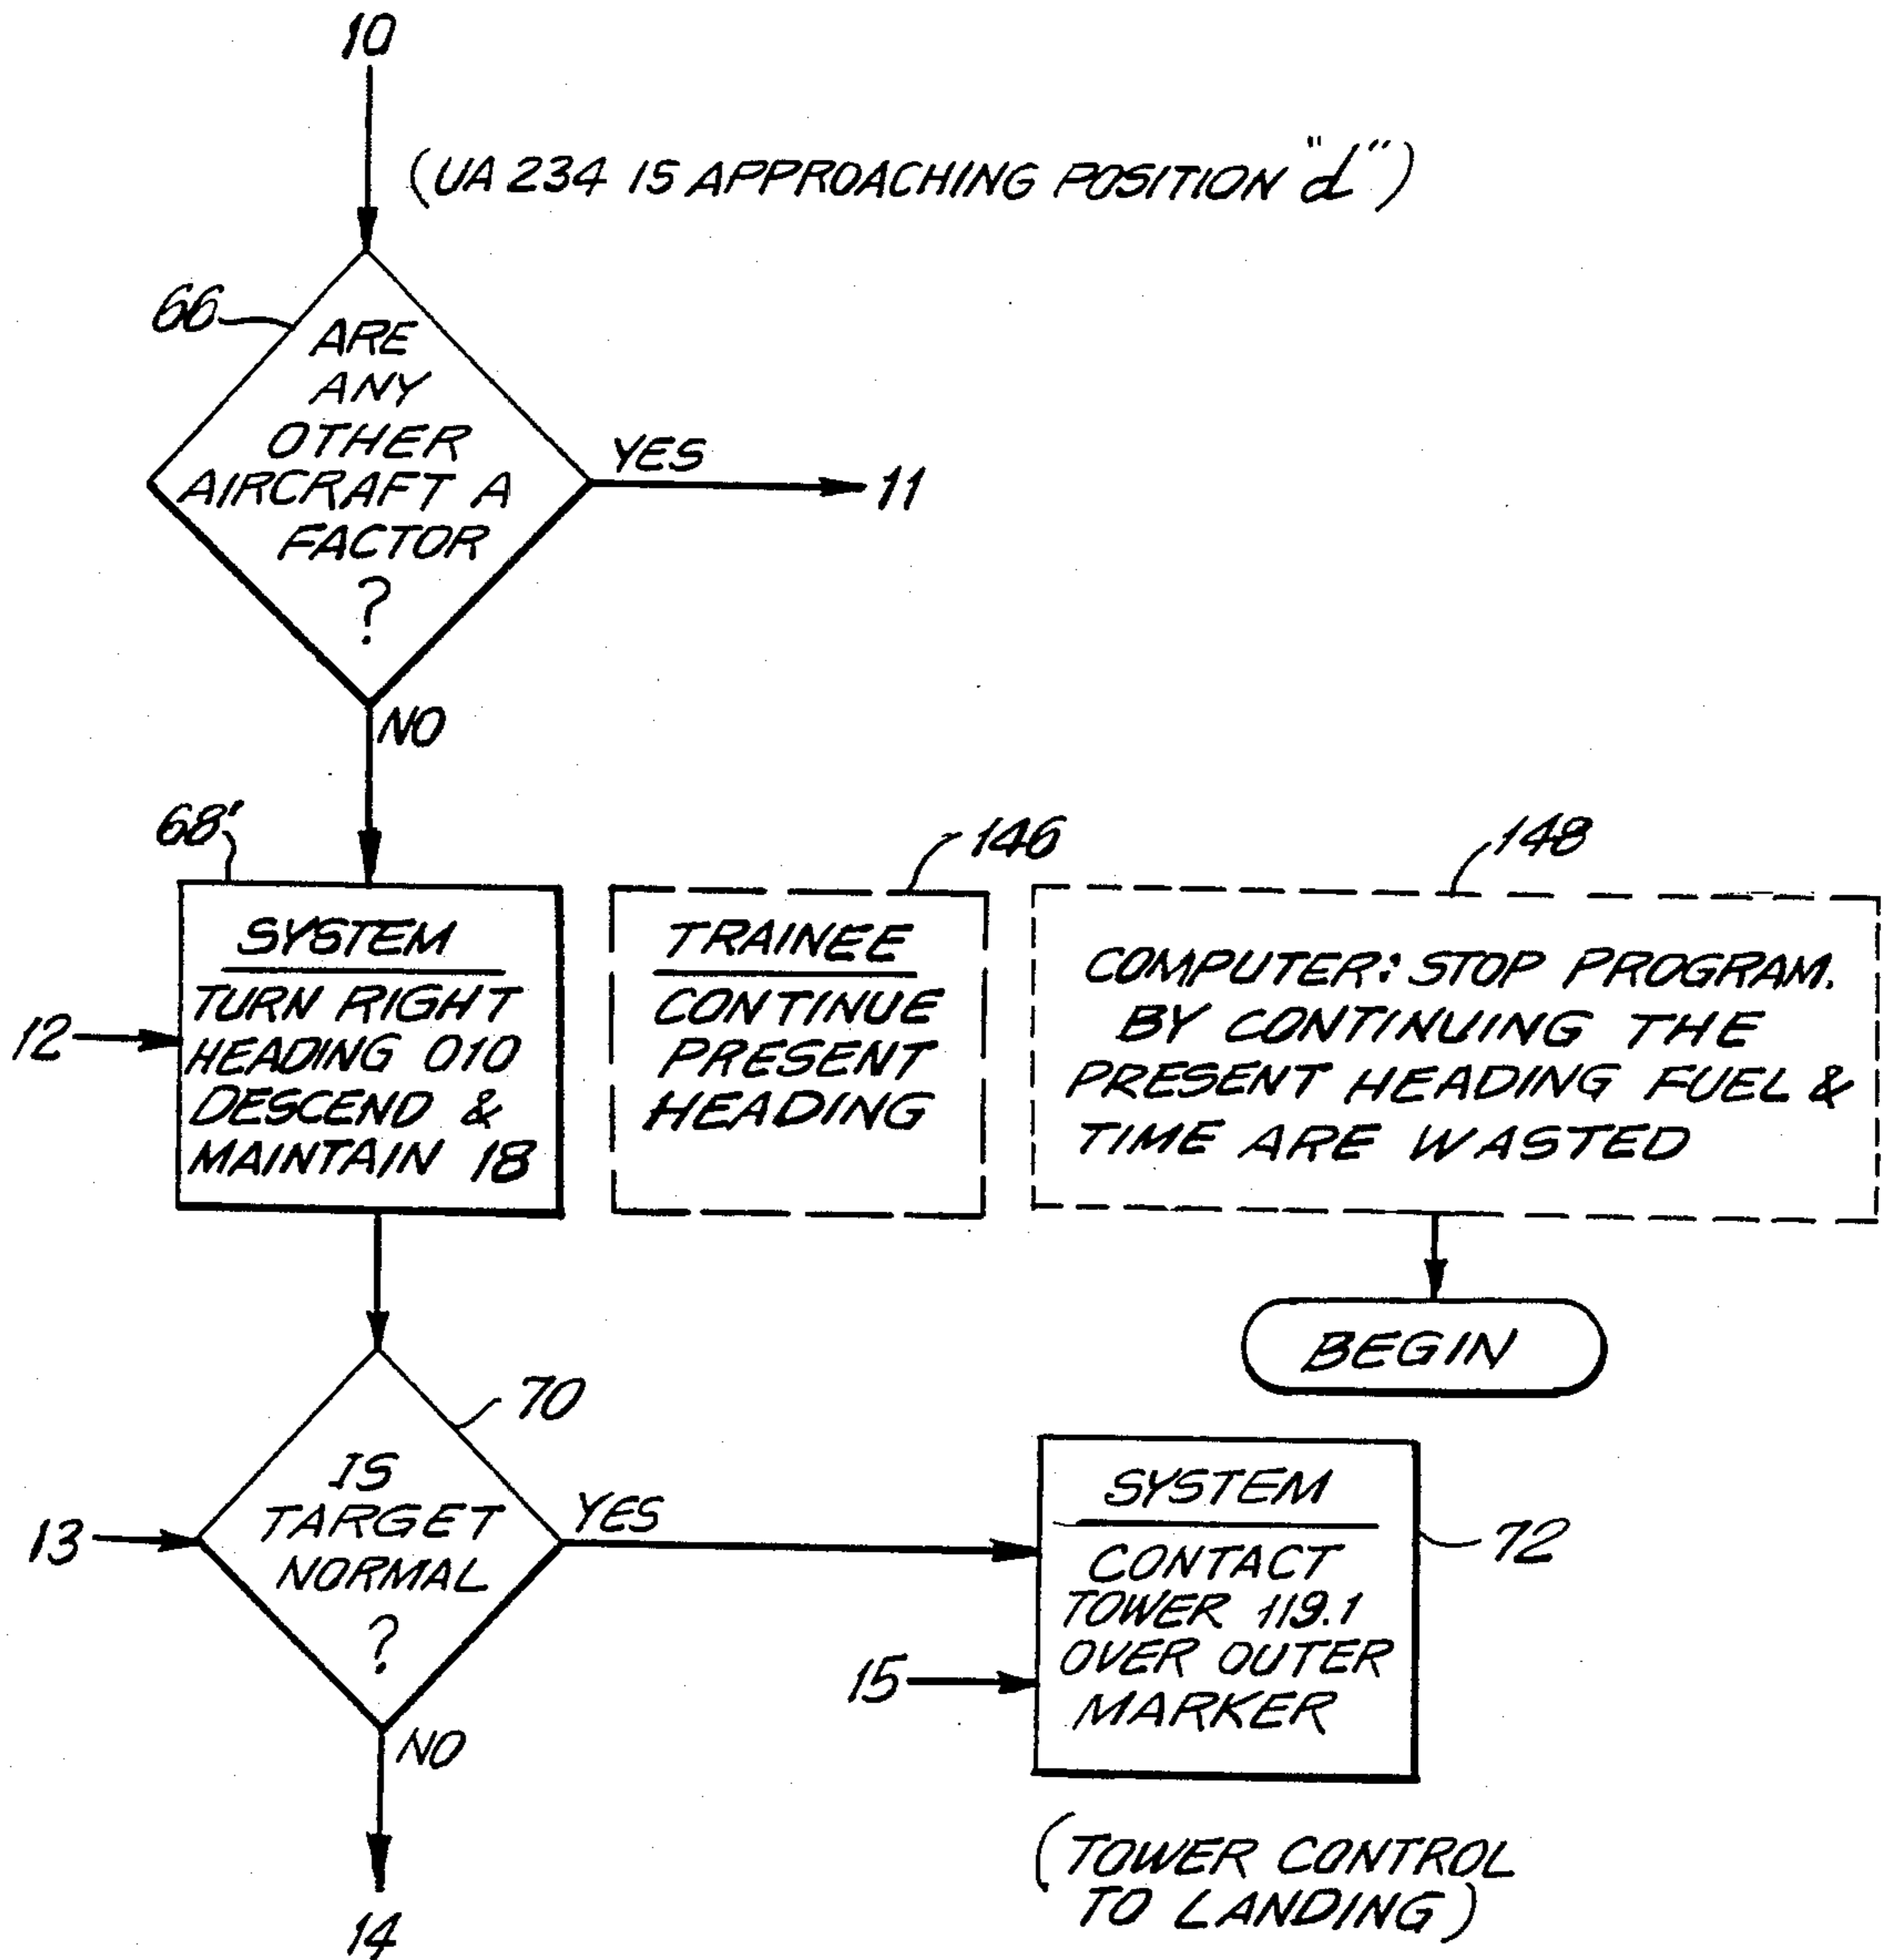 10
(UA 234 IS APPROACHING POSITION "d")
66
ARE
ANY
OTHER
AIRCRAFT A
FACTOR
?
YES
11
NO
68'
146
148
SYSTEM
TURN RIGHT
HEADING 010
DESCEND &
MAINTAIN 18
12
TRAINEE
CONTINUE
PRESENT
HEADING
COMPUTER: STOP PROGRAM.
BY CONTINUING THE
PRESENT HEADING FUEL &
TIME ARE WASTED
BEGIN
70
IS
TARGET
NORMAL
?
13
YES
NO
14
SYSTEM
CONTACT
TOWER 119.1
OVER OUTER
MARKER
72
15
(TOWER CONTROL
TO LANDING)